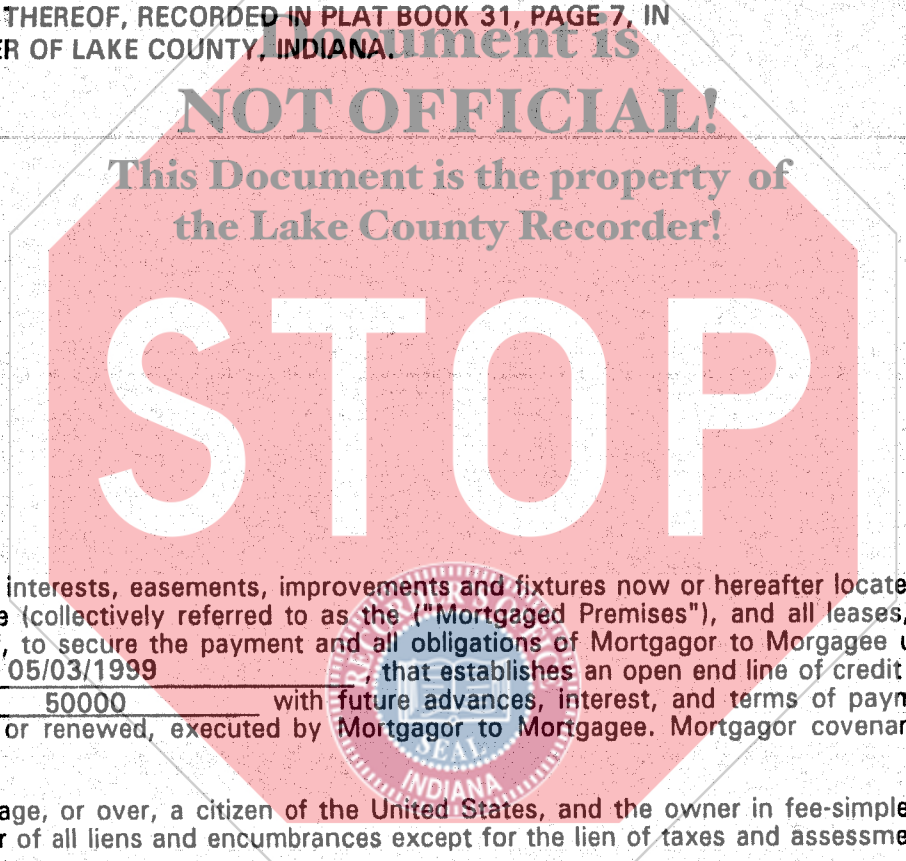 THEREOF, RECORDED IN PLAT BOOK 31, PAGE 7, IN
ER OF LAKE COUNTY, INDIANA.
Document is
NOT OFFICIAL!
This Document is the property of
the Lake County Recorder!
STOP
interests, easements, improvements and fixtures now or hereafter locate
e (collectively referred to as the ("Mortgaged Premises"), and all leases,
, to secure the payment and all obligations of Mortgagor to Morgagee u
05/03/1999 , that establishes an open end line of credit
50000 with future advances, interest, and terms of paym
or renewed, executed by Mortgagor to Mortgagee. Mortgagor covenan
SEAL
INDIANA
age, or over, a citizen of the United States, and the owner in fee-simple
r of all liens and encumbrances except for the lien of taxes and assessme